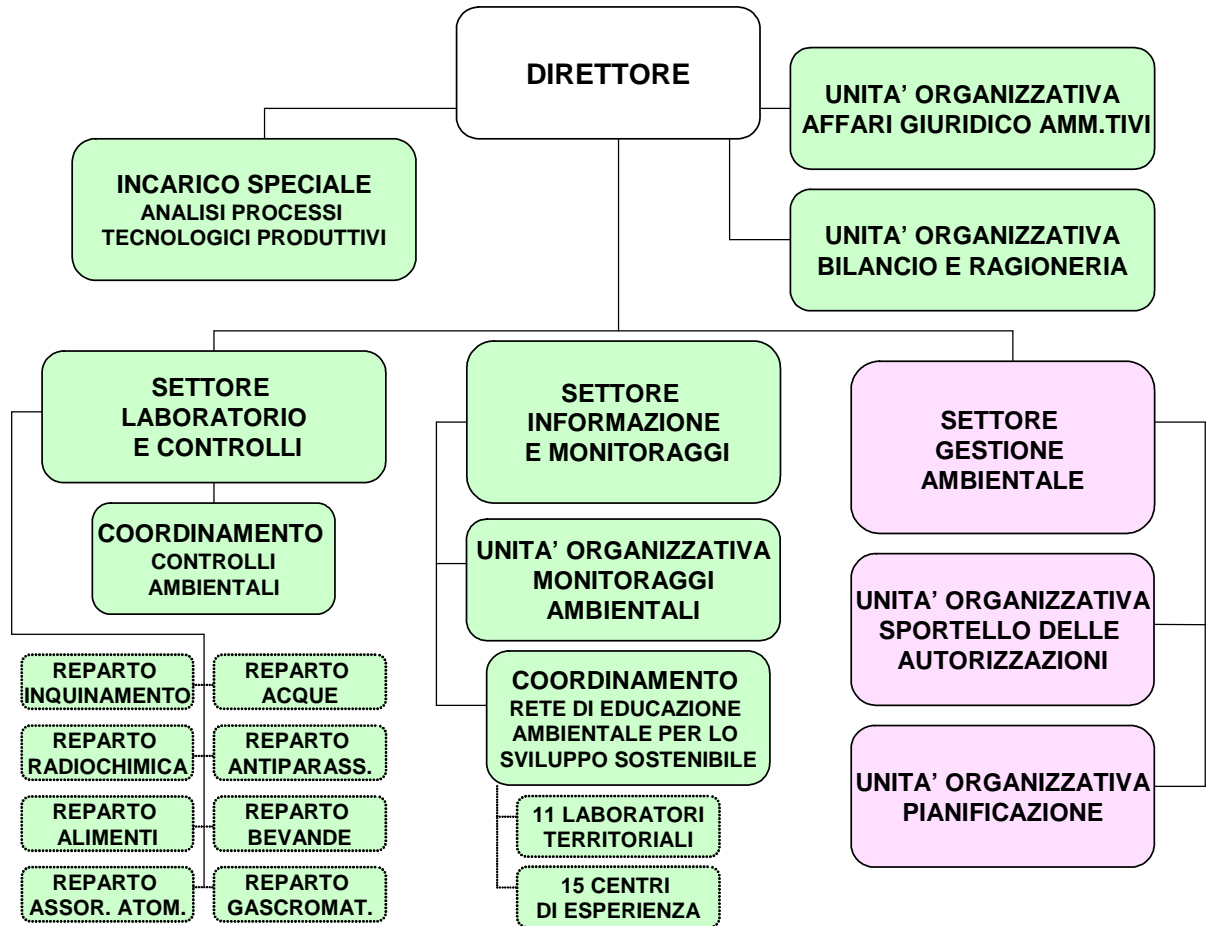 DIRETTORE
UNITA’ ORGANIZZATIVA
AFFARI GIURIDICO AMM.TIVI
INCARICO SPECIALE
ANALISI PROCESSI
TECNOLOGICI PRODUTTIVI
UNITA’ ORGANIZZATIVA
BILANCIO E RAGIONERIA
SETTORE
LABORATORIO
E CONTROLLI
COORDINAMENTO
CONTROLLI
AMBIENTALI
REPARTO
INQUINAMENTO
REPARTO
ACQUE
REPARTO
RADIOCHIMICA
REPARTO
ANTIPARASS.
REPARTO
ALIMENTI
REPARTO
BEVANDE
REPARTO
ASSOR. ATOM.
REPARTO
GASCROMAT.
SETTORE
INFORMAZIONE
E MONITORAGGI
UNITA’ ORGANIZZATIVA
MONITORAGGI
AMBIENTALI
COORDINAMENTO
RETE DI EDUCAZIONE
AMBIENTALE PER LO
SVILUPPO SOSTENIBILE
11 LABORATORI
TERRITORIALI
15 CENTRI
DI ESPERIENZA
SETTORE
GESTIONE
AMBIENTALE
UNITA’ ORGANIZZATIVA
SPORTELLO DELLE
AUTORIZZAZIONI
UNITA’ ORGANIZZATIVA
PIANIFICAZIONE